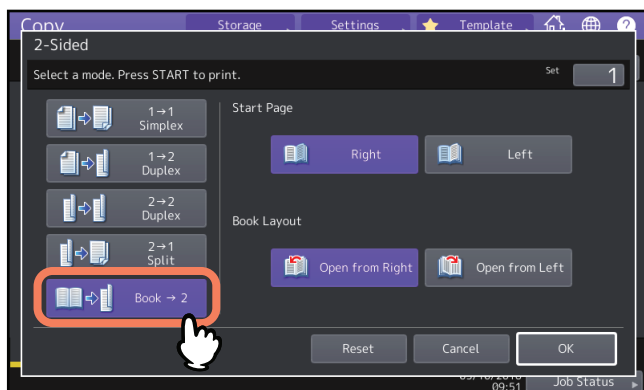 Copy
Storage
Settings
Template
?
2-Sided
Select a mode. Press START to print.
Set
1
1→1
Simplex
1→2
Duplex
2→2
Duplex
2→1
Split
Book → 2
Start Page
Right
Left
Book Layout
Open from Right
Open from Left
Reset
Cancel
OK
09:51
Job Status